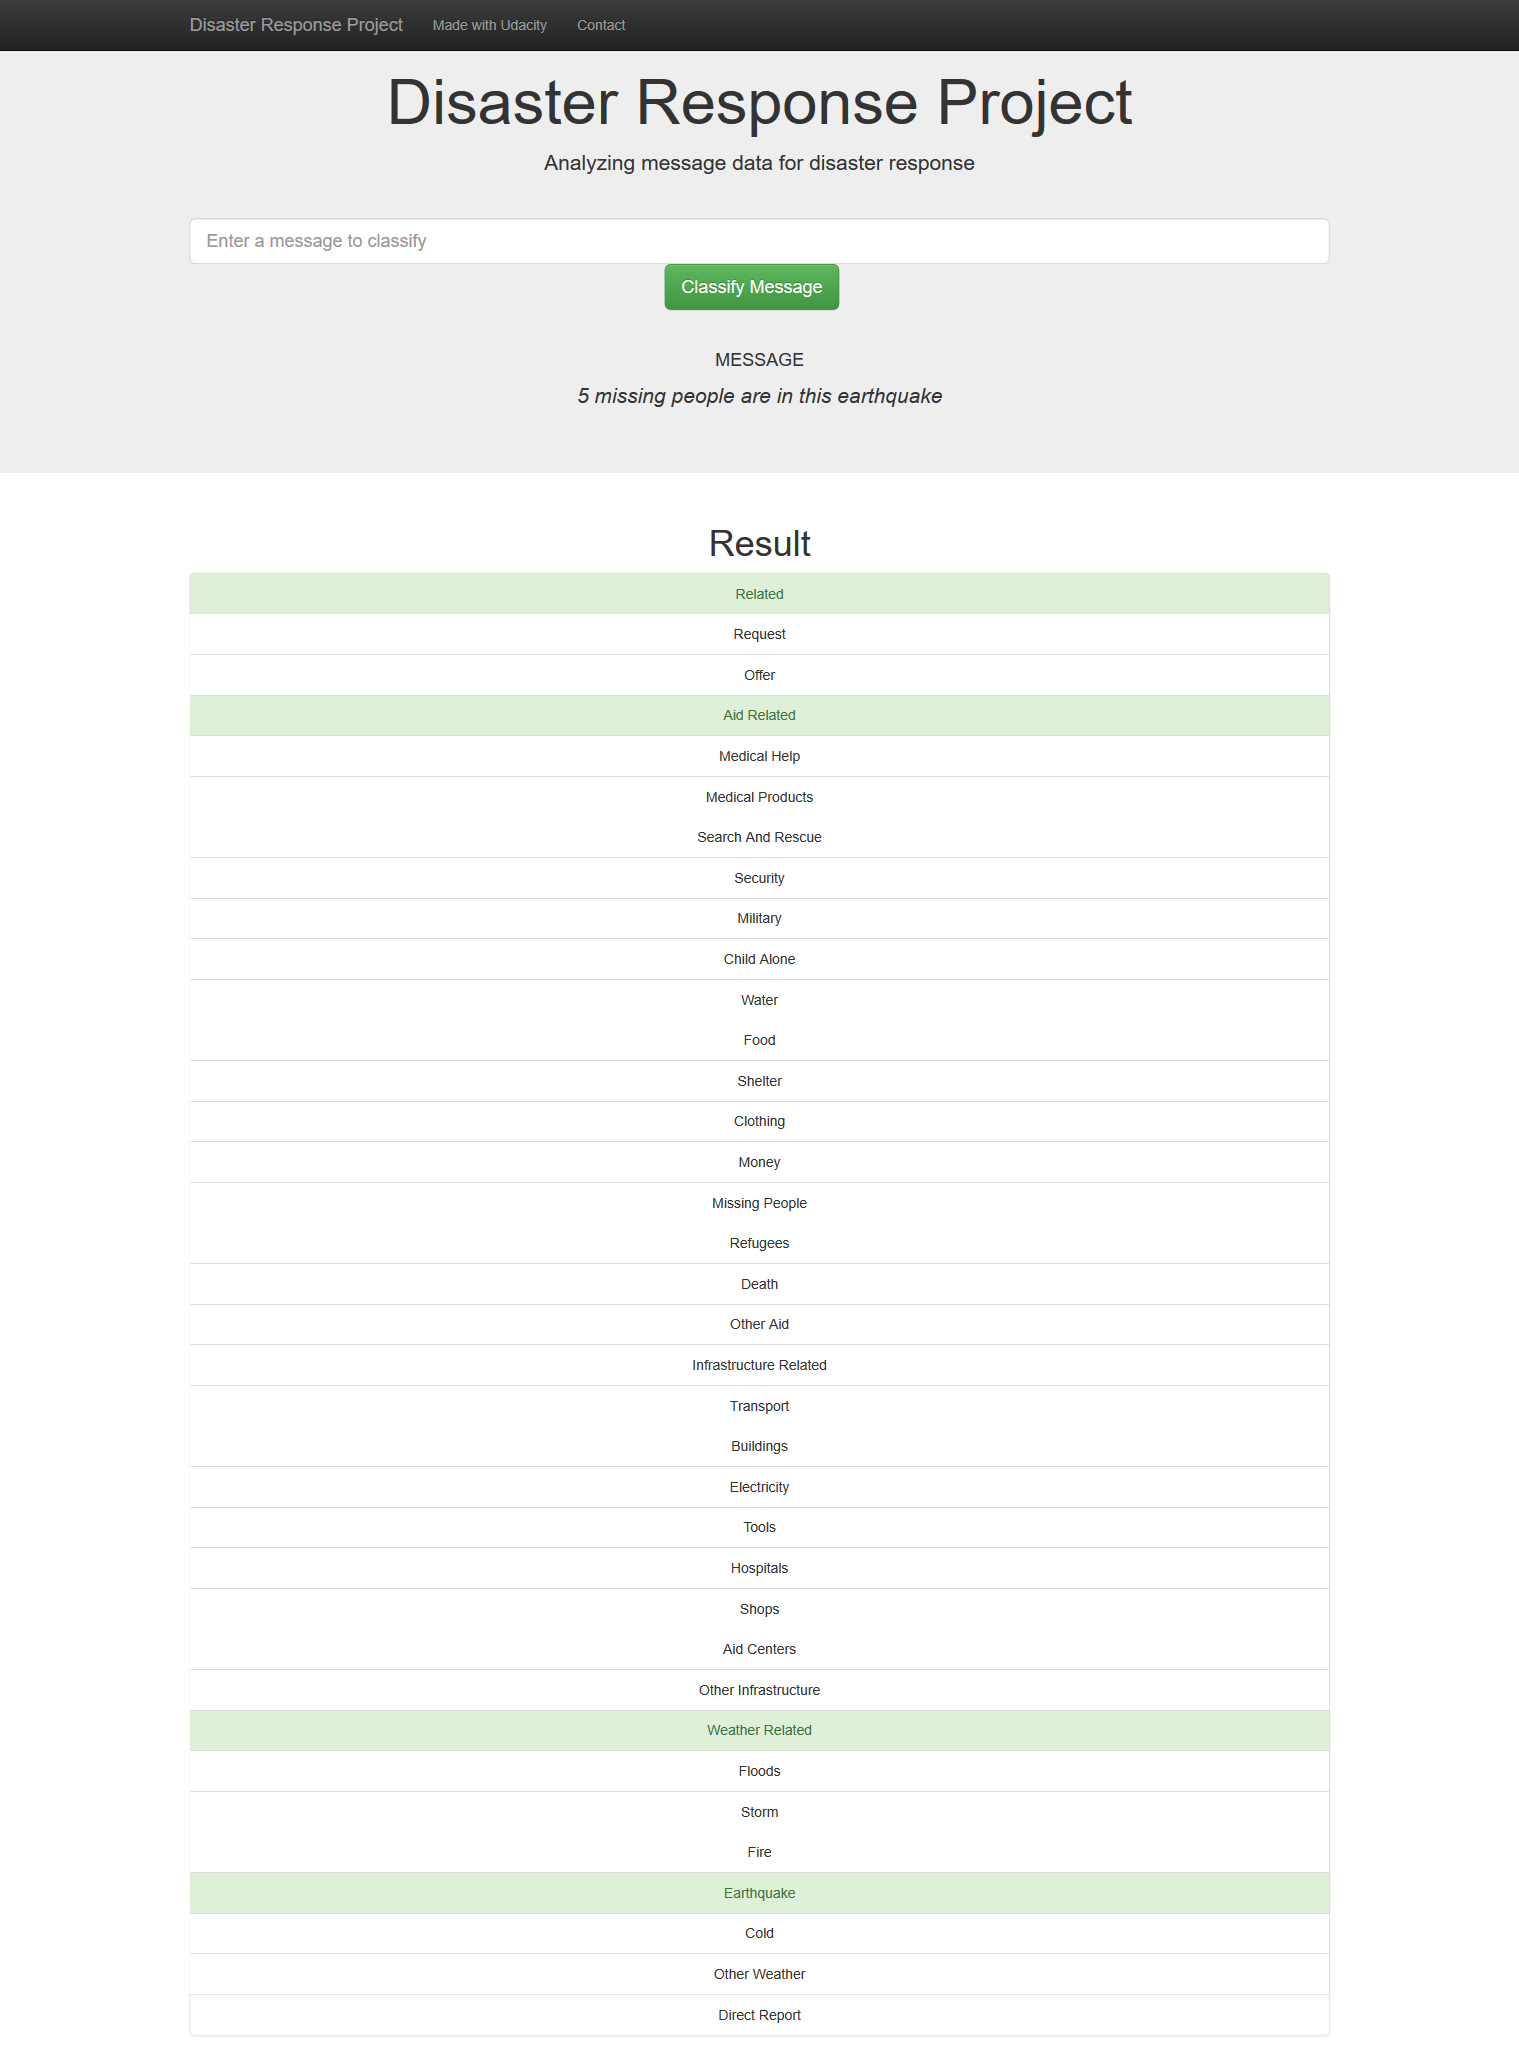 Disaster Response Project Made with Udacity Contact
Disaster Response Project
Analyzing message data for disaster response
Enter a message to classify
Classify Message
MESSAGE
5 missing people are in this earthquake
Result
Related
Request
Offer
Aid Related
Medical Help
Medical Products
Search And Rescue
Security
Military
Child Alone
Water
Food
Shelter
Clothing
Money
Missing People
Refugees
Death
Other Aid
Infrastructure Related
Transport
Buildings
Electricity
Tools
Hospitals
Shops
Aid Centers
Other Infrastructure
Weather Related
Floods
Storm
Fire
Earthquake
Cold
Other Weather
Direct Report